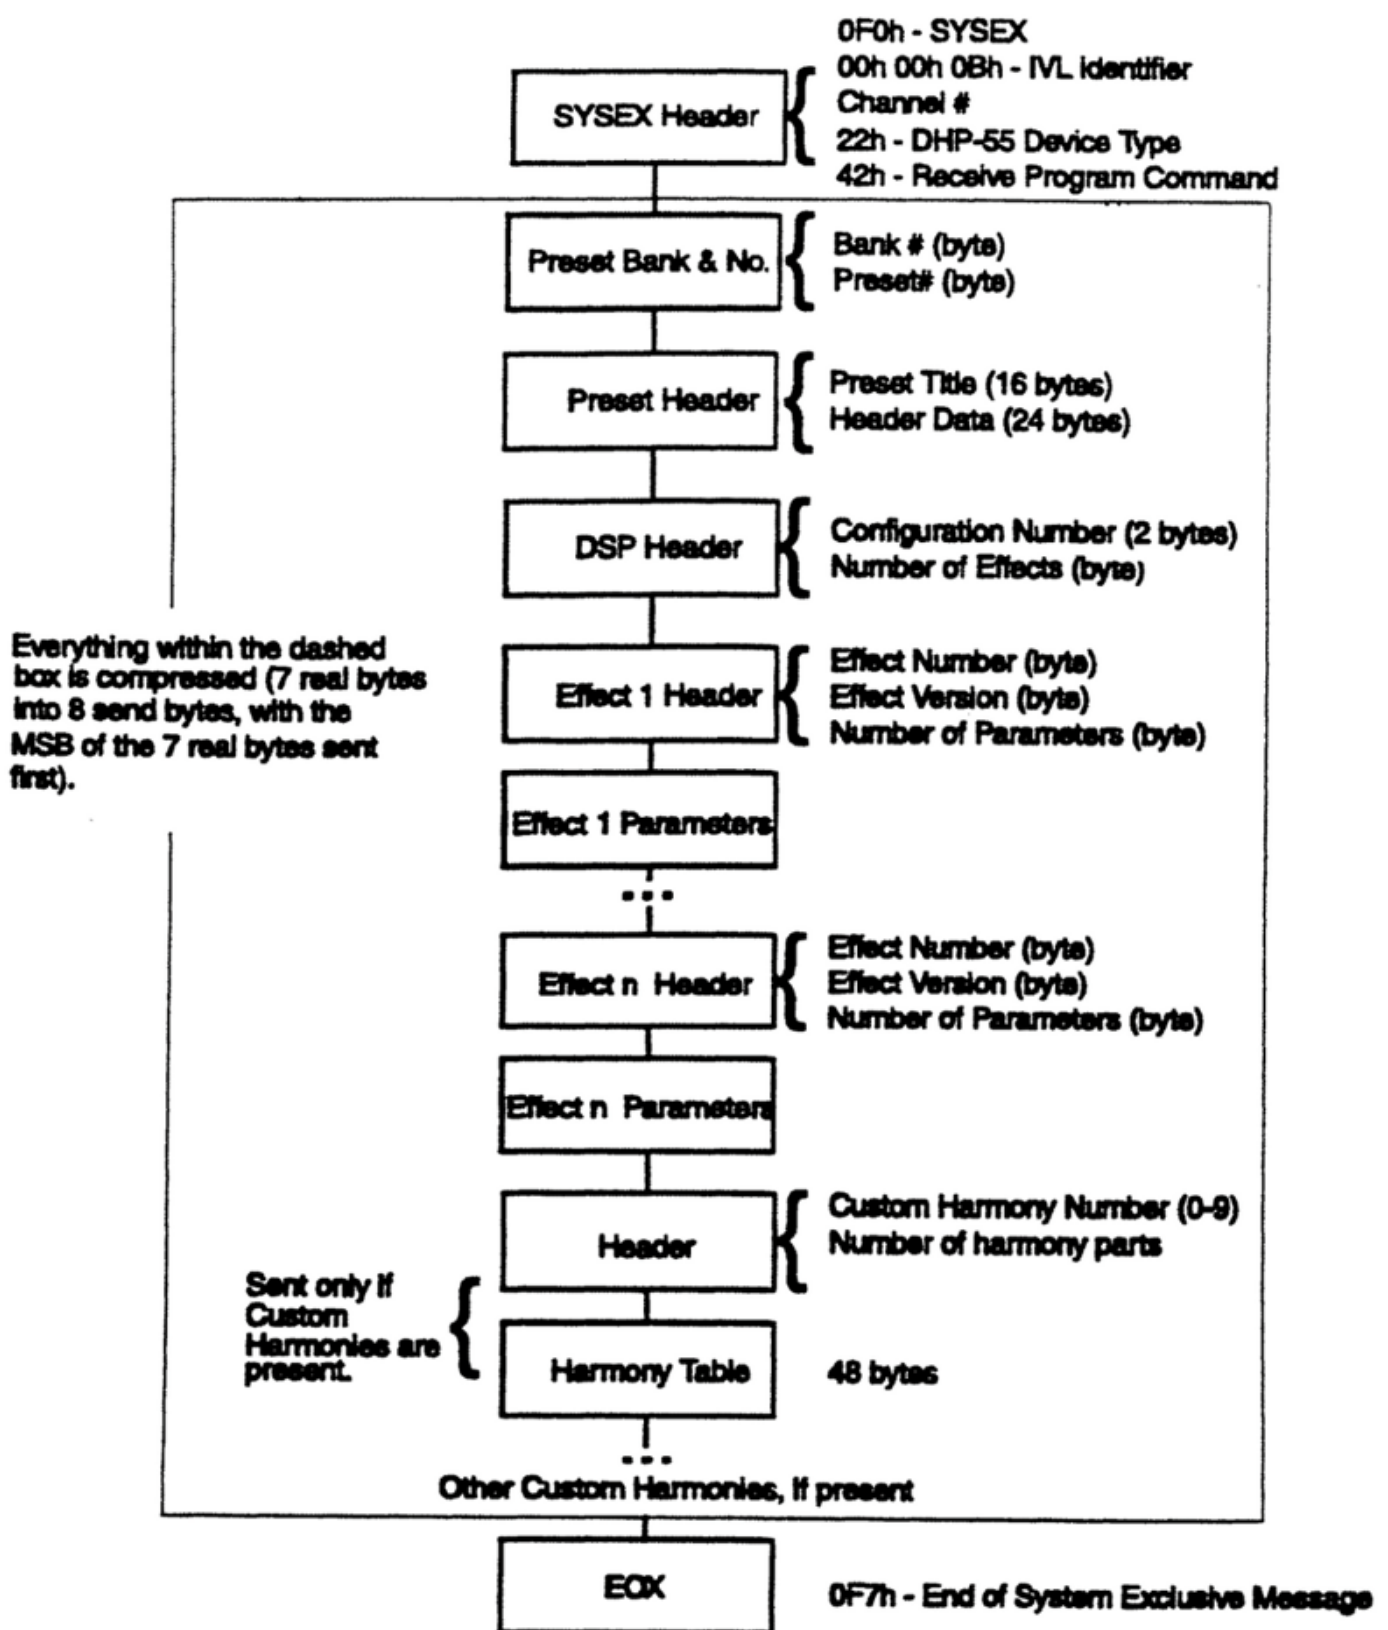 0F0h - SYSEX
00h 00h 0Bh - IVL identifier
Channel #
22h - DHP-55 Device Type
42h - Receive Program Command
SYSEX Header
Preset Bank & No.
Bank # (byte)
Preset# (byte)
Preset Header
Preset Title (16 bytes)
Header Data (24 bytes)
DSP Header
Configuration Number (2 bytes)
Number of Effects (byte)
Everything within the dashed
box is compressed (7 real bytes
into 8 send bytes, with the
MSB of the 7 real bytes sent
first).
Effect 1 Header
Effect Number (byte)
Effect Version (byte)
Number of Parameters (byte)
Effect 1 Parameters
Effect n Header
Effect Number (byte)
Effect Version (byte)
Number of Parameters (byte)
Effect n Parameters
Header
Custom Harmony Number (0-9)
Number of harmony parts
Sent only if
Custom
Harmonies are
present.
Harmony Table
48 bytes
Other Custom Harmonies, if present
EOX
0F7h - End of System Exclusive Message